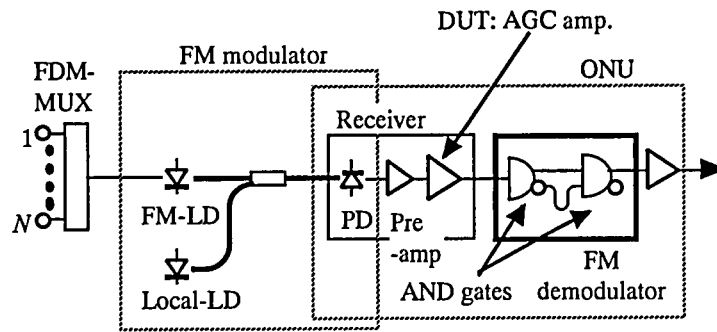 DUT: AGC amp.
FM modulator
ONU
FDM-
MUX
Receiver
1
N
FM-LD
PD
Pre
-amp
Local-LD
AND gates
FM
demodulator